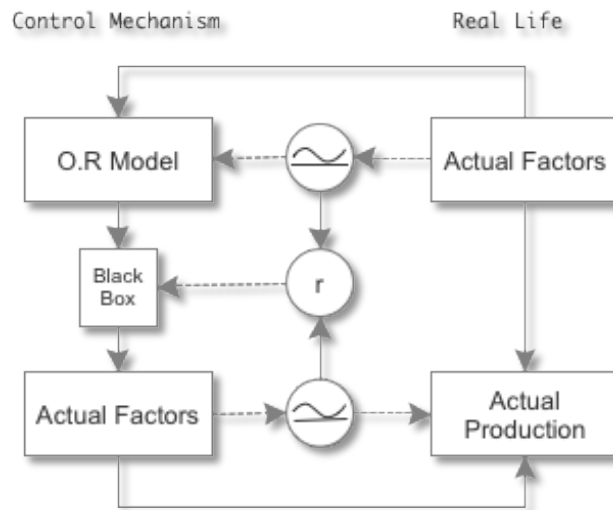 Control Mechanism
Real Life
O.R Model
Actual Factors
Black
Box
r
Actual Factors
Actual
Production